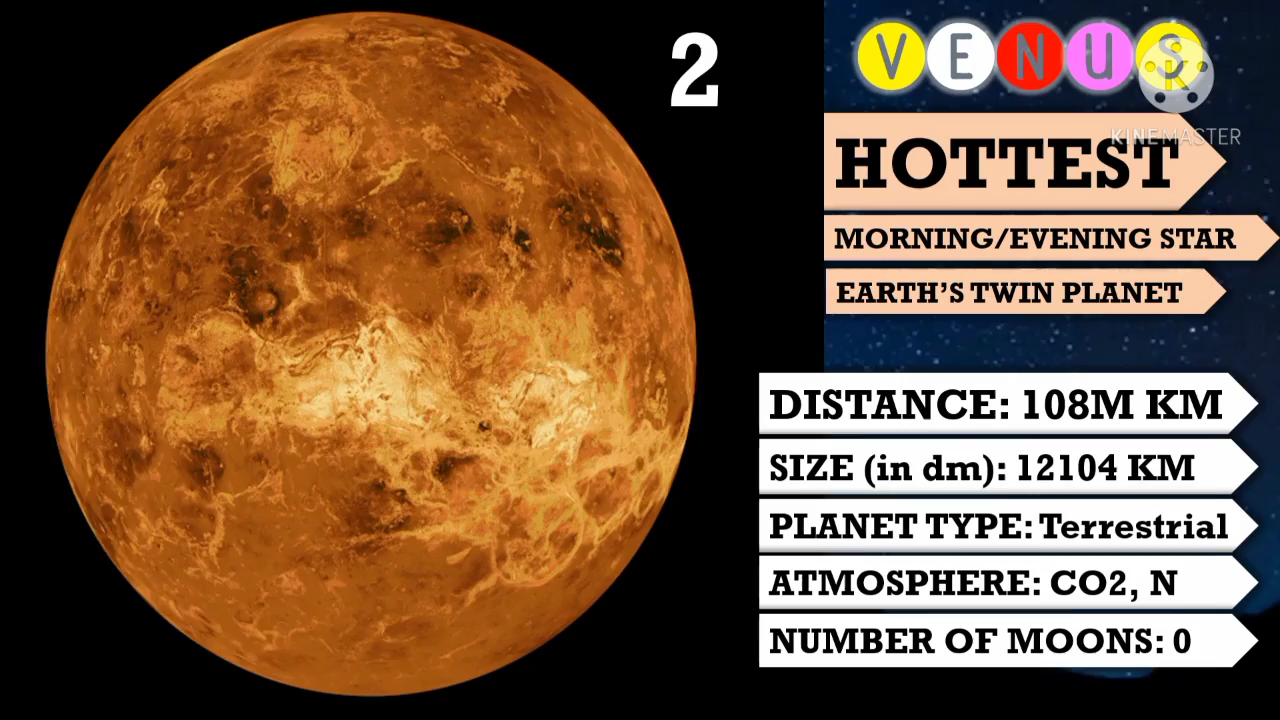 2
VENUS
K
KINEMASTER
HOTTEST
MORNING/EVENING STAR
EARTH'S TWIN PLANET
DISTANCE: 108M KM
SIZE (in dm): 12104 KM
PLANET TYPE: Terrestrial
ATMOSPHERE: CO2, N
NUMBER OF MOONS: 0